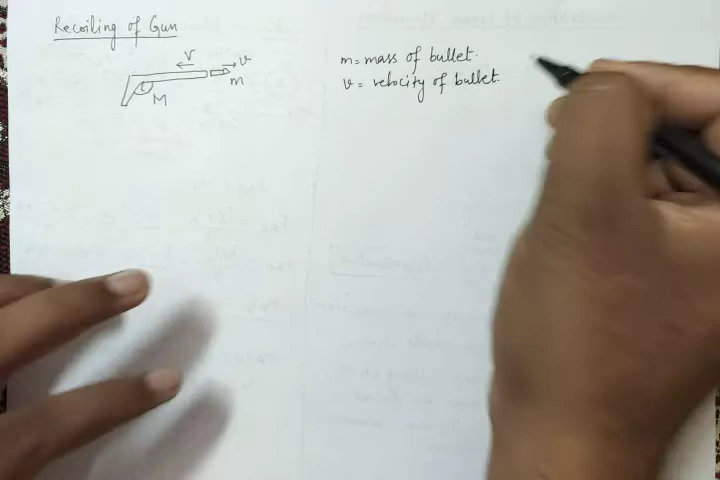 Recoiling of Gun
V
v
m
M
m = mass of bullet.
v = velocity of bullet.